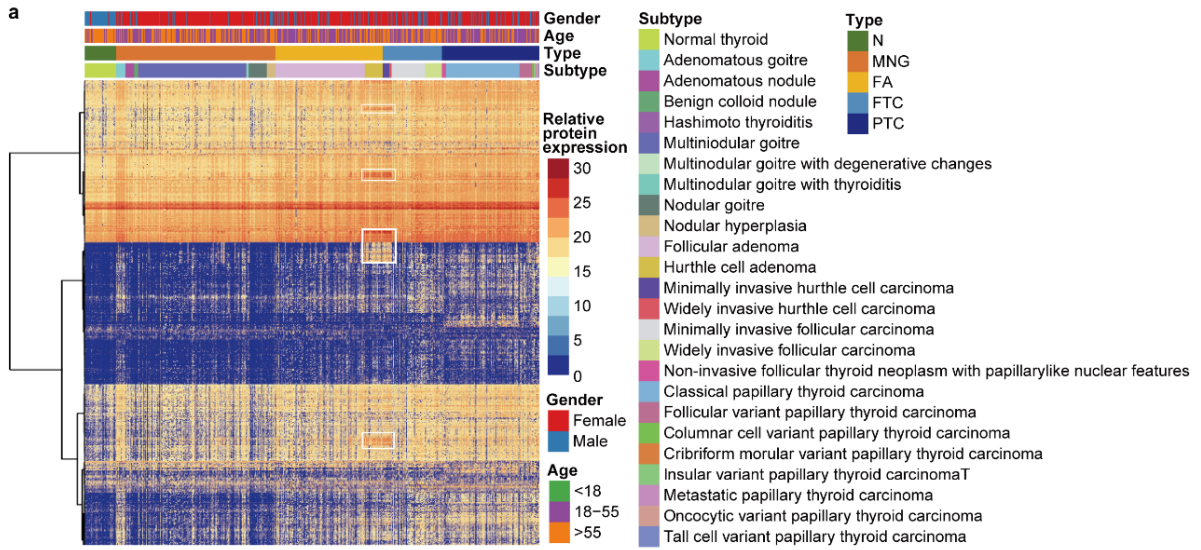 a
Gender
Age
Type
Subtype
Relative
protein
expression
30
25
20
15
10
5
0
Gender
Female
Male
Age
<18
18-55
>55
Subtype
Normal thyroid
Adenomatous goitre
Adenomatous nodule
Benign colloid nodule
Hashimoto thyroiditis
Multiniodular goitre
Multinodular goitre with degenerative changes
Multinodular goitre with thyroiditis
Nodular goitre
Nodular hyperplasia
Follicular adenoma
Hurthle cell adenoma
Minimally invasive hurthle cell carcinoma
Widely invasive hurthle cell carcinoma
Minimally invasive follicular carcinoma
Widely invasive follicular carcinoma
Non-invasive follicular thyroid neoplasm with papillarylike nuclear features
Classical papillary thyroid carcinoma
Follicular variant papillary thyroid carcinoma
Columnar cell variant papillary thyroid carcinoma
Cribriform morular variant papillary thyroid carcinoma
Insular variant papillary thyroid carcinomaT
Metastatic papillary thyroid carcinoma
Oncocytic variant papillary thyroid carcinoma
Tall cell variant papillary thyroid carcinoma
Type
N
MNG
FA
FTC
PTC